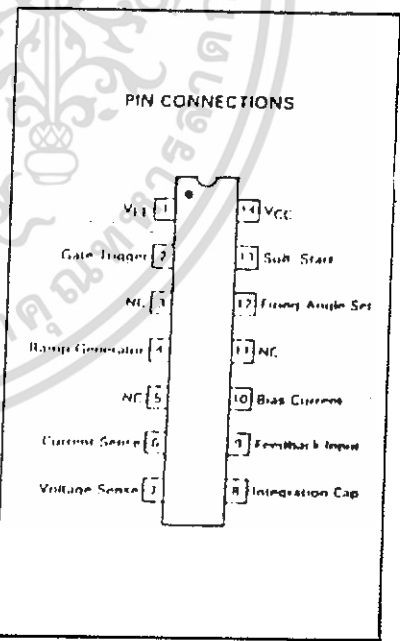 PIN CONNECTIONS
VEE 1
14 VCC
Gate Trigger 2
13 Soft Start
NC 3
12 Firing Angle Set
Ramp Generator 4
11 NC
NC 5
10 Bias Current
Current Sense 6
9 Feedback Input
Voltage Sense 7
8 Integration Cap